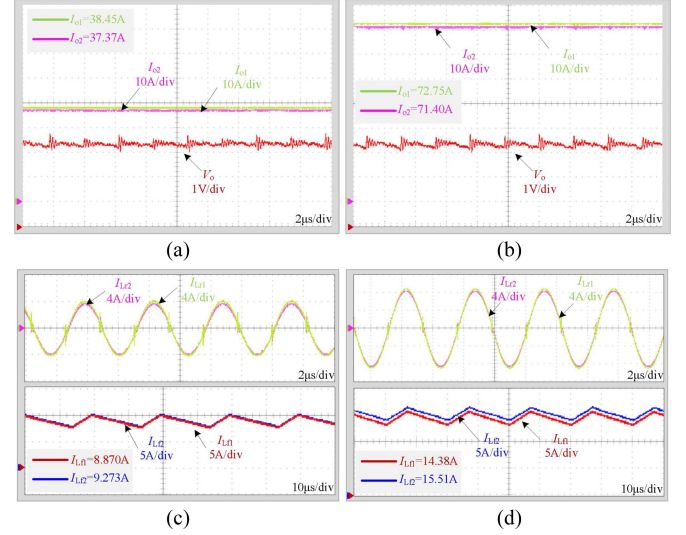 Io1=38.45A
Io2=37.37A
Io2
10A/div
Io1
10A/div
Vo
1V/div
2μs/div
(a)
Io2
10A/div
Io1
10A/div
Io1=72.75A
Io2=71.40A
Vo
1V/div
2μs/div
(b)
ILr2
4A/div
ILr1
4A/div
2μs/div
ILf2
5A/div
ILf1
5A/div
ILf1=8.870A
ILf2=9.273A
10μs/div
(c)
ILr2
4A/div
ILr1
4A/div
2μs/div
ILf2
5A/div
ILf1
5A/div
ILf1=14.38A
ILf2=15.51A
10μs/div
(d)